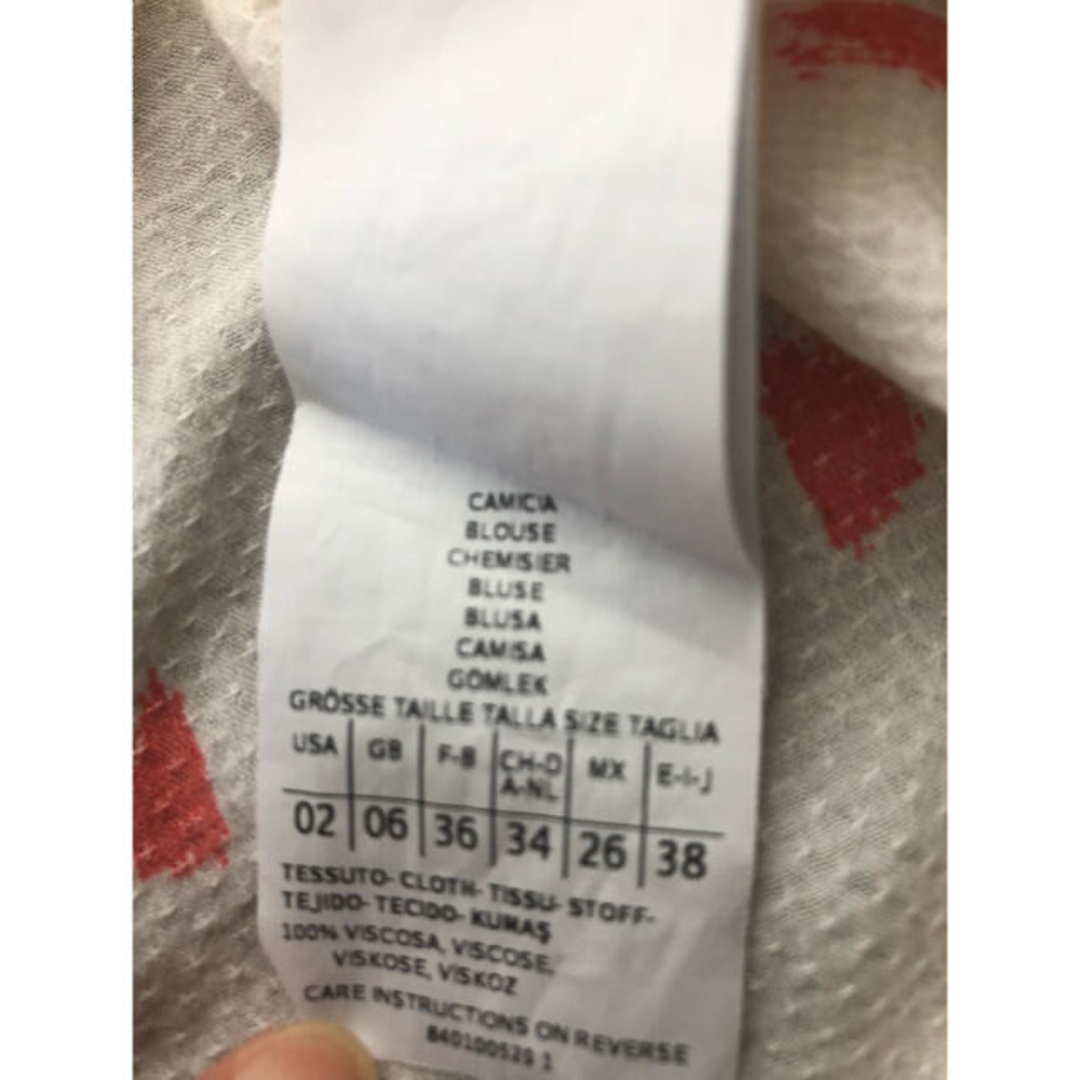 CAMICIA
BLOUSE
CHEMISIER
BLUSE
BLUSA
CAMISA
GÖMLEK
GRÖSSE TAILLE TALLA SIZE TAGLIA
USA GB F-B CH-D A-NL MX E-I-J
02 06 36 34 26 38
TESSUTO- CLOTH- TISSU- STOFF-
TEJIDO- TECIDO- KUMAŞ
100% VISCOSA, VISCOSE,
VISKOSE, VİSKOZ
CARE INSTRUCTIONS ON REVERSE